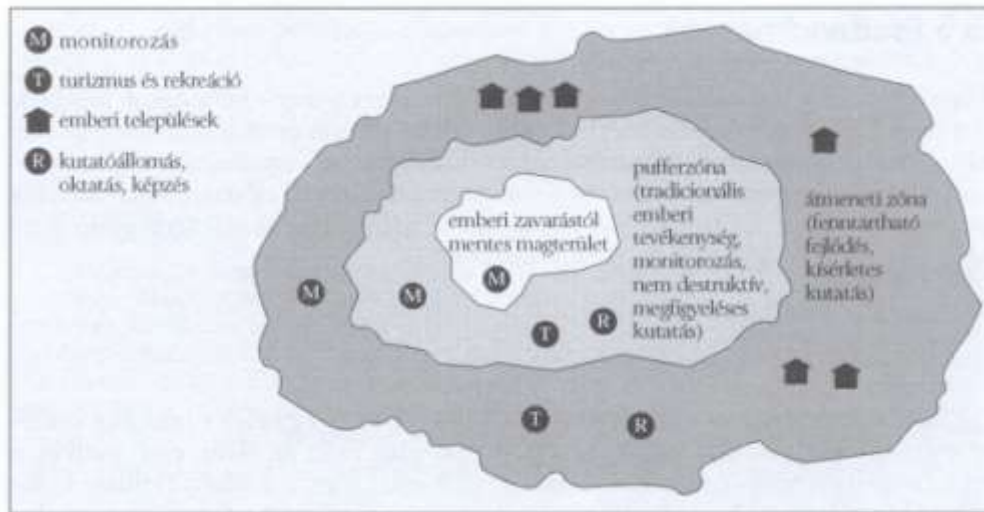 M monitorozás
T turizmus és rekreáció
emberi települések
R kutatóállomás,
oktatás, képzés
emberi zavarástól
mentes magterület
M
M
M
T
R
pufferzóna
(tradicionális
emberi
tevékenység,
monitorozás,
nem destruktív,
megfigyeléses
kutatás)
átmeneti zóna
(fenntartható
fejlődés,
kísérletes
kutatás)
T
R